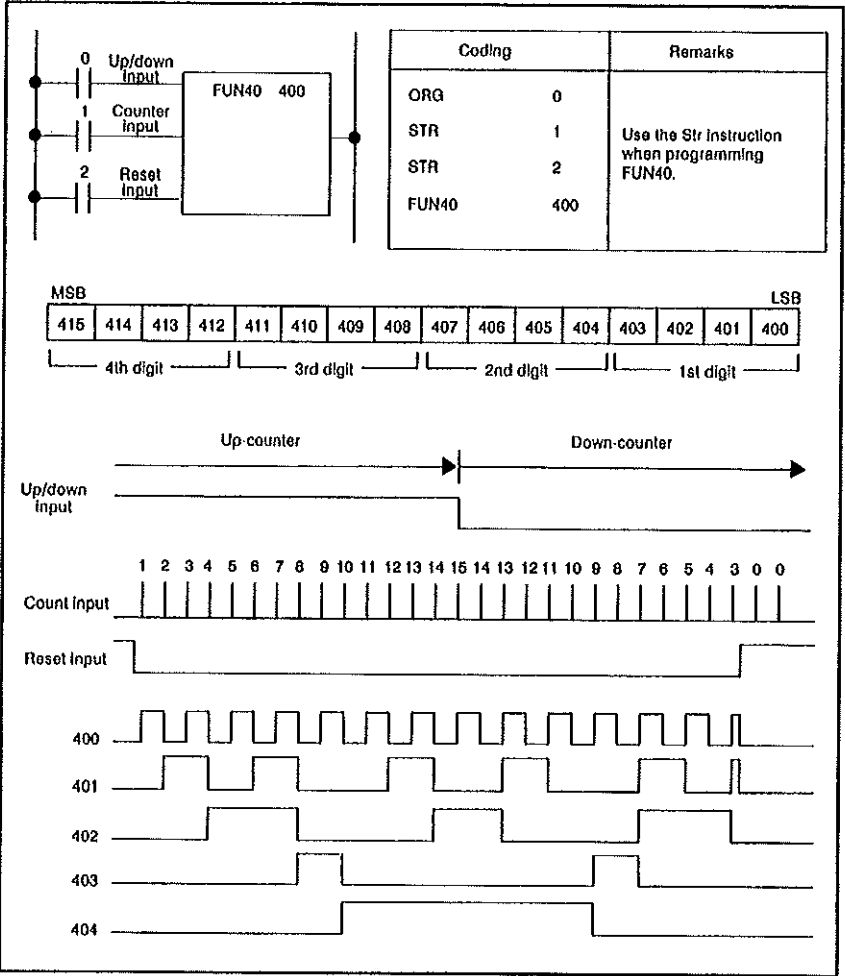 0 Up/down
Input
FUN40 400
1 Counter
Input
2 Reset
Input
Coding Remarks
ORG 0
STR 1
STR 2
FUN40 400
Use the Str instruction
when programming
FUN40.
MSB LSB
415 414 413 412 411 410 409 408 407 406 405 404 403 402 401 400
4th digit 3rd digit 2nd digit 1st digit
Up-counter Down-counter
Up/down
Input
1 2 3 4 5 6 7 8 9 10 11 12 13 14 15 14 13 12 11 10 9 8 7 6 5 4 3 0 0
Count input
Reset Input
400
401
402
403
404